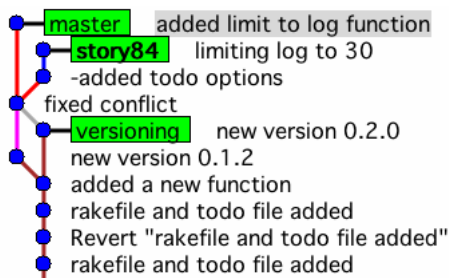 master added limit to log function
story84 limiting log to 30
-added todo options
fixed conflict
versioning new version 0.2.0
new version 0.1.2
added a new function
rakefile and todo file added
Revert "rakefile and todo file added"
rakefile and todo file added